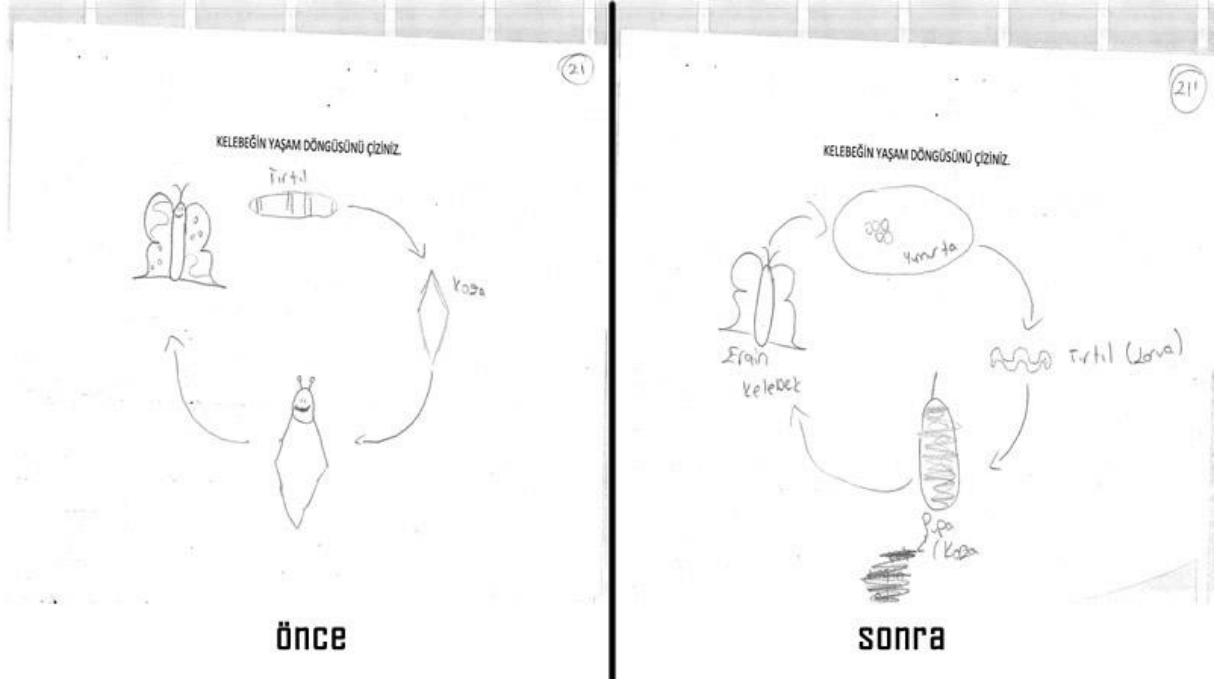 21
KELEBEĞİN YAŞAM DÖNGÜSÜNÜ ÇİZİNİZ.
Tırtıl
Koza
önce
21'
KELEBEĞİN YAŞAM DÖNGÜSÜNÜ ÇİZİNİZ.
Yumurta
Tırtıl (Larva)
Ergin
Kelebek
Pupa
(Koza
sonra